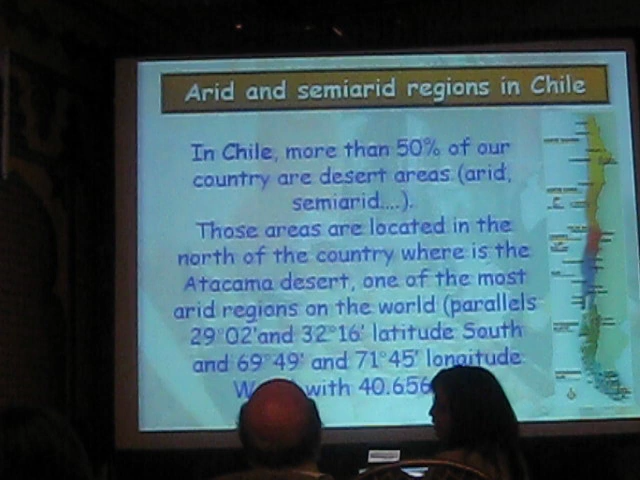 Arid and semiarid regions in Chile
In Chile, more than 50% of our
country are desert areas (arid,
semiarid....).
Those areas are located in the
north of the country where is the
Atacama desert, one of the most
arid regions on the world (parallels
29°02'and 32°16' latitude South
and 69°49' and 71°45' longitude
with 40.656